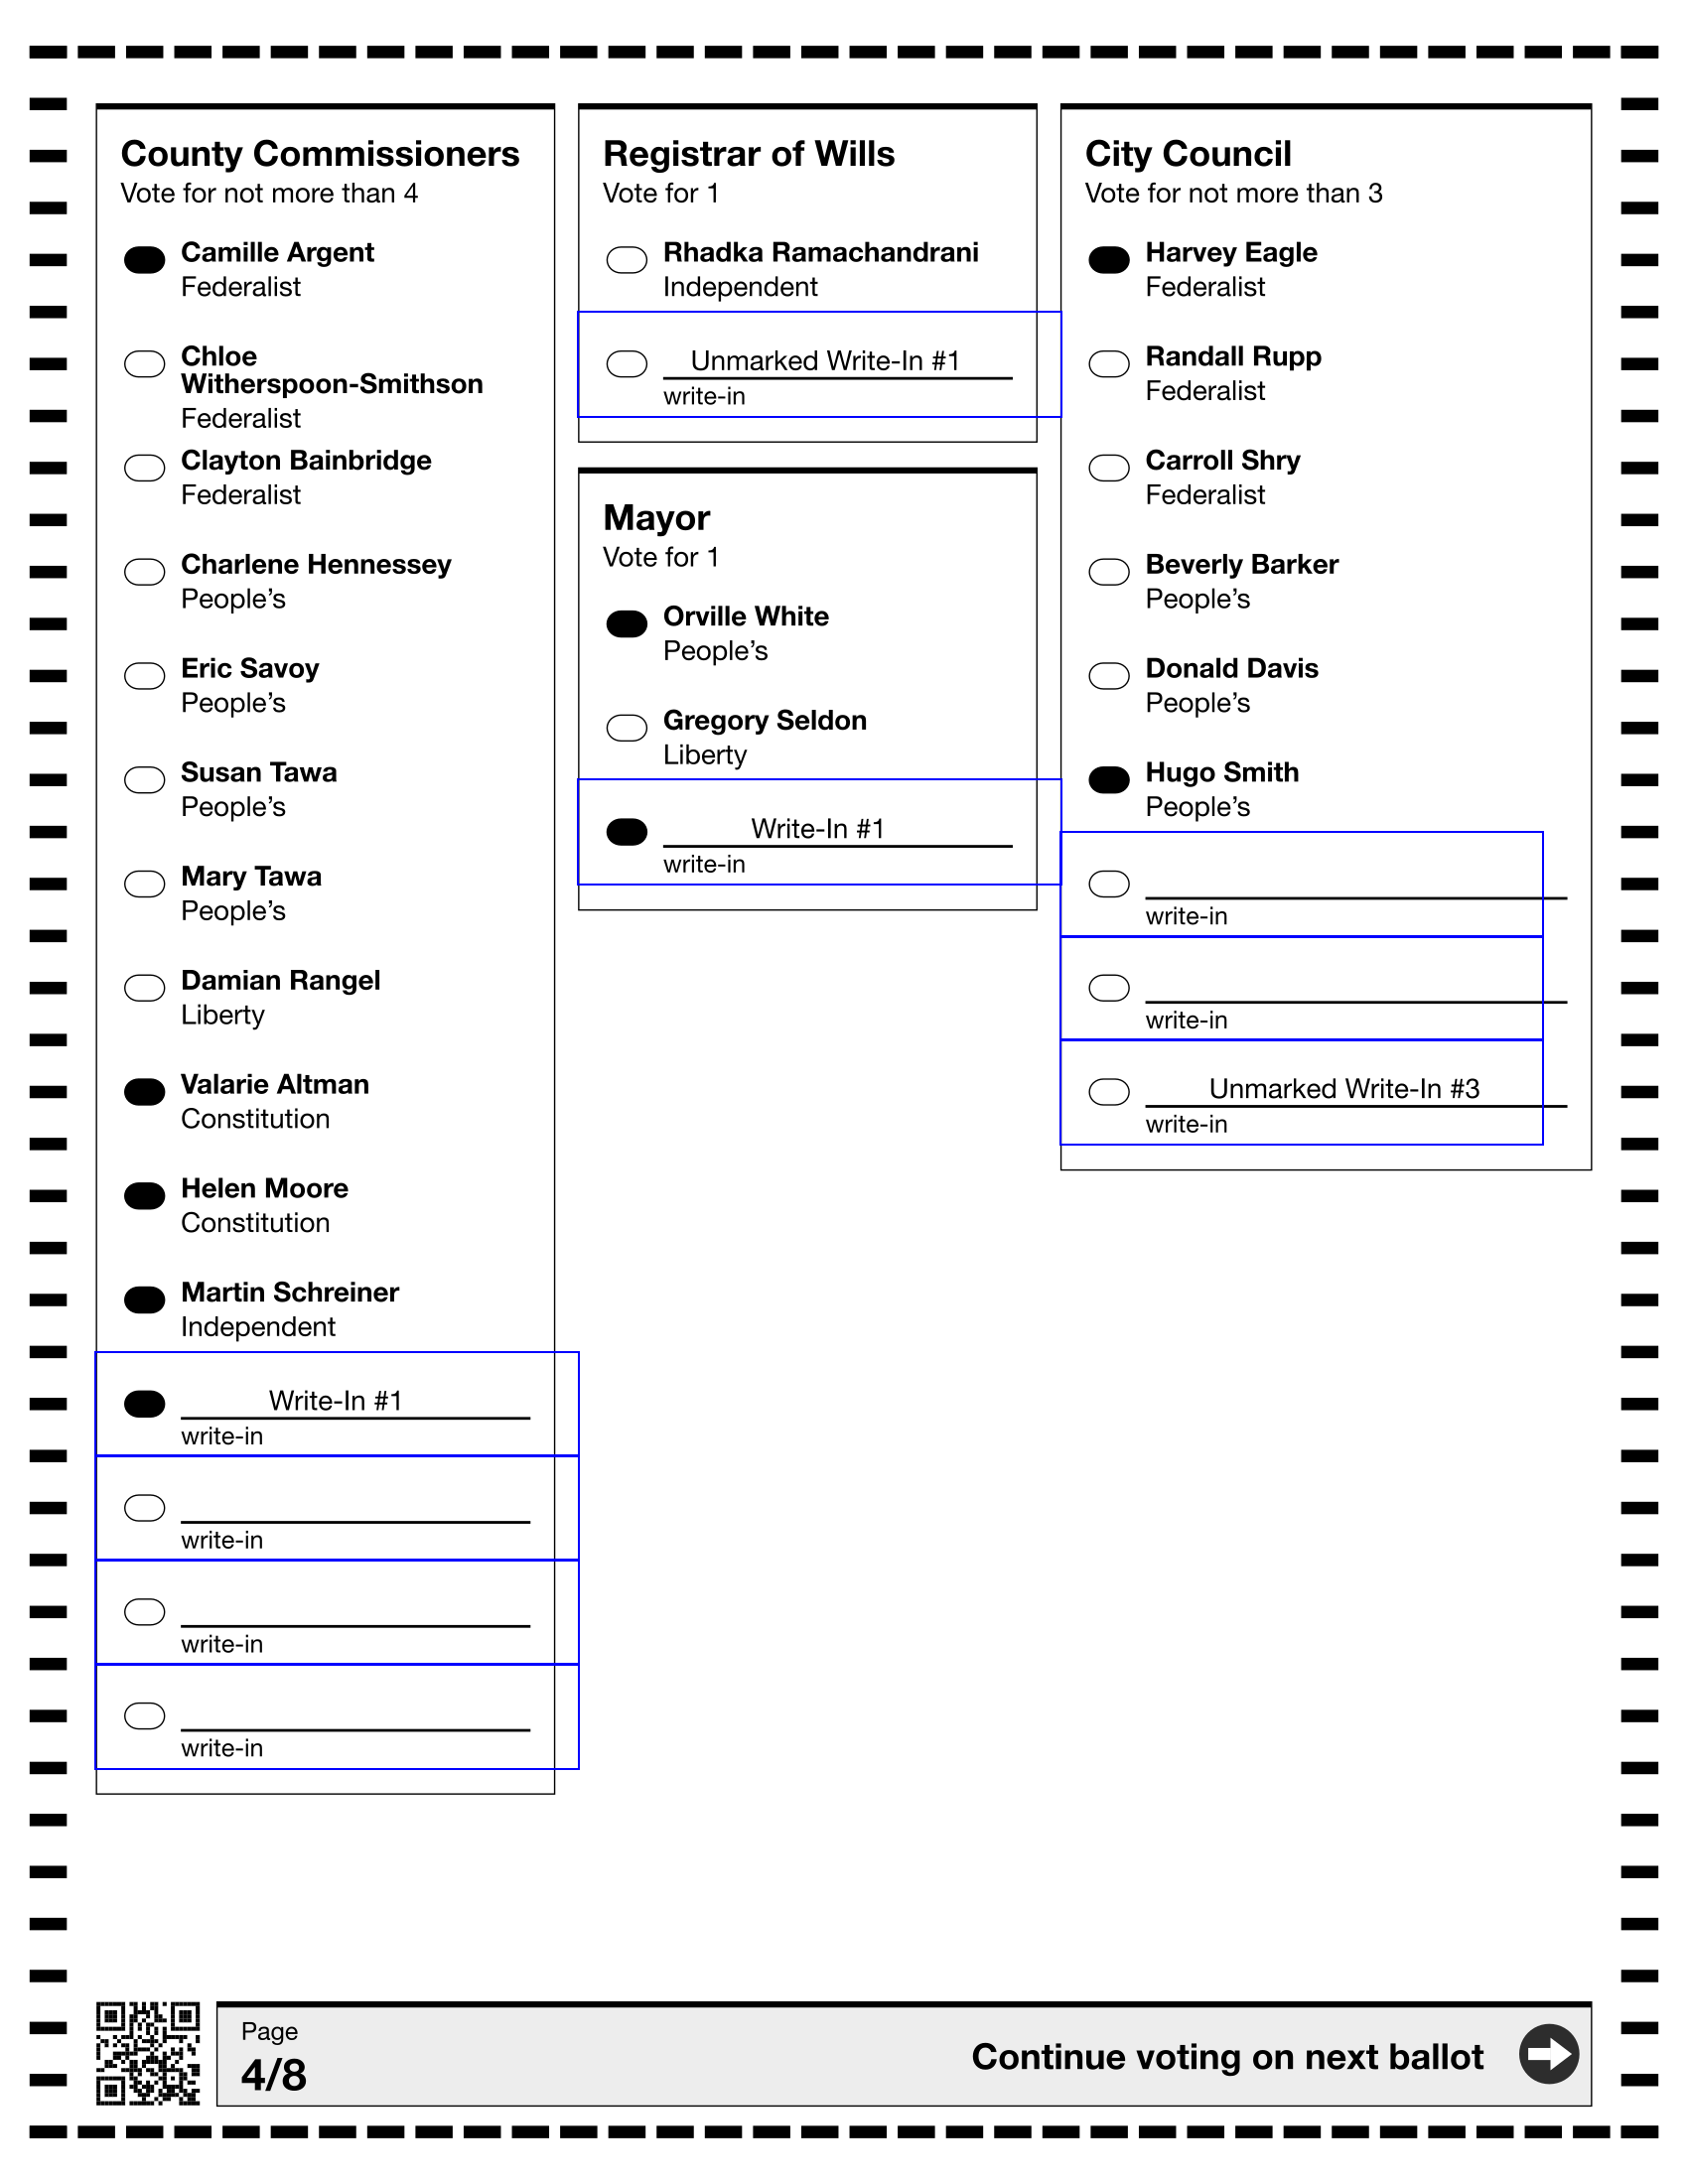 County Commissioners
Vote for not more than 4
Camille Argent
Federalist
Chloe
Witherspoon-Smithson
Federalist
Clayton Bainbridge
Federalist
Charlene Hennessey
People’s
Eric Savoy
People’s
Susan Tawa
People’s
Mary Tawa
People’s
Damian Rangel
Liberty
Valarie Altman
Constitution
Helen Moore
Constitution
Martin Schreiner
Independent
Write-In #1
write-in
write-in
write-in
write-in
Registrar of Wills
Vote for 1
Rhadka Ramachandrani
Independent
Unmarked Write-In #1
write-in
Mayor
Vote for 1
Orville White
People’s
Gregory Seldon
Liberty
Write-In #1
write-in
City Council
Vote for not more than 3
Harvey Eagle
Federalist
Randall Rupp
Federalist
Carroll Shry
Federalist
Beverly Barker
People’s
Donald Davis
People’s
Hugo Smith
People’s
write-in
write-in
Unmarked Write-In #3
write-in
Page
4/8
Continue voting on next ballot